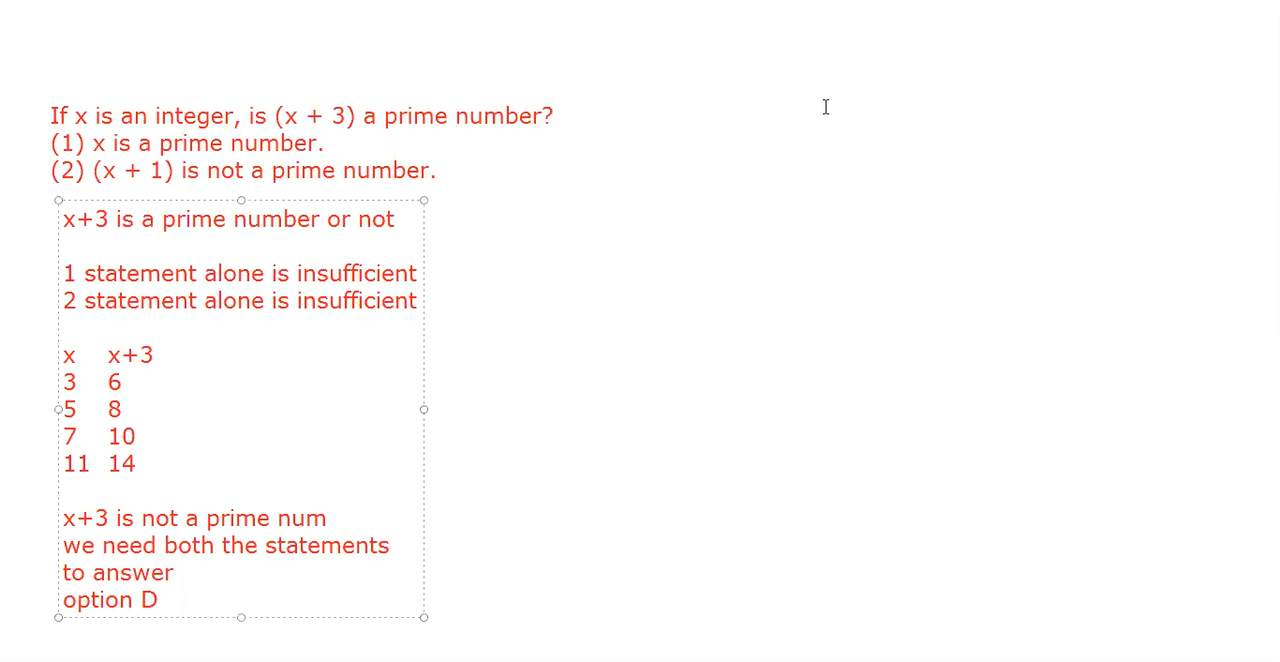 If x is an integer, is (x + 3) a prime number?
(1) x is a prime number.
(2) (x + 1) is not a prime number.
x+3 is a prime number or not
1 statement alone is insufficient
2 statement alone is insufficient
x x+3
3 6
5 8
7 10
11 14
x+3 is not a prime num
we need both the statements
to answer
option D